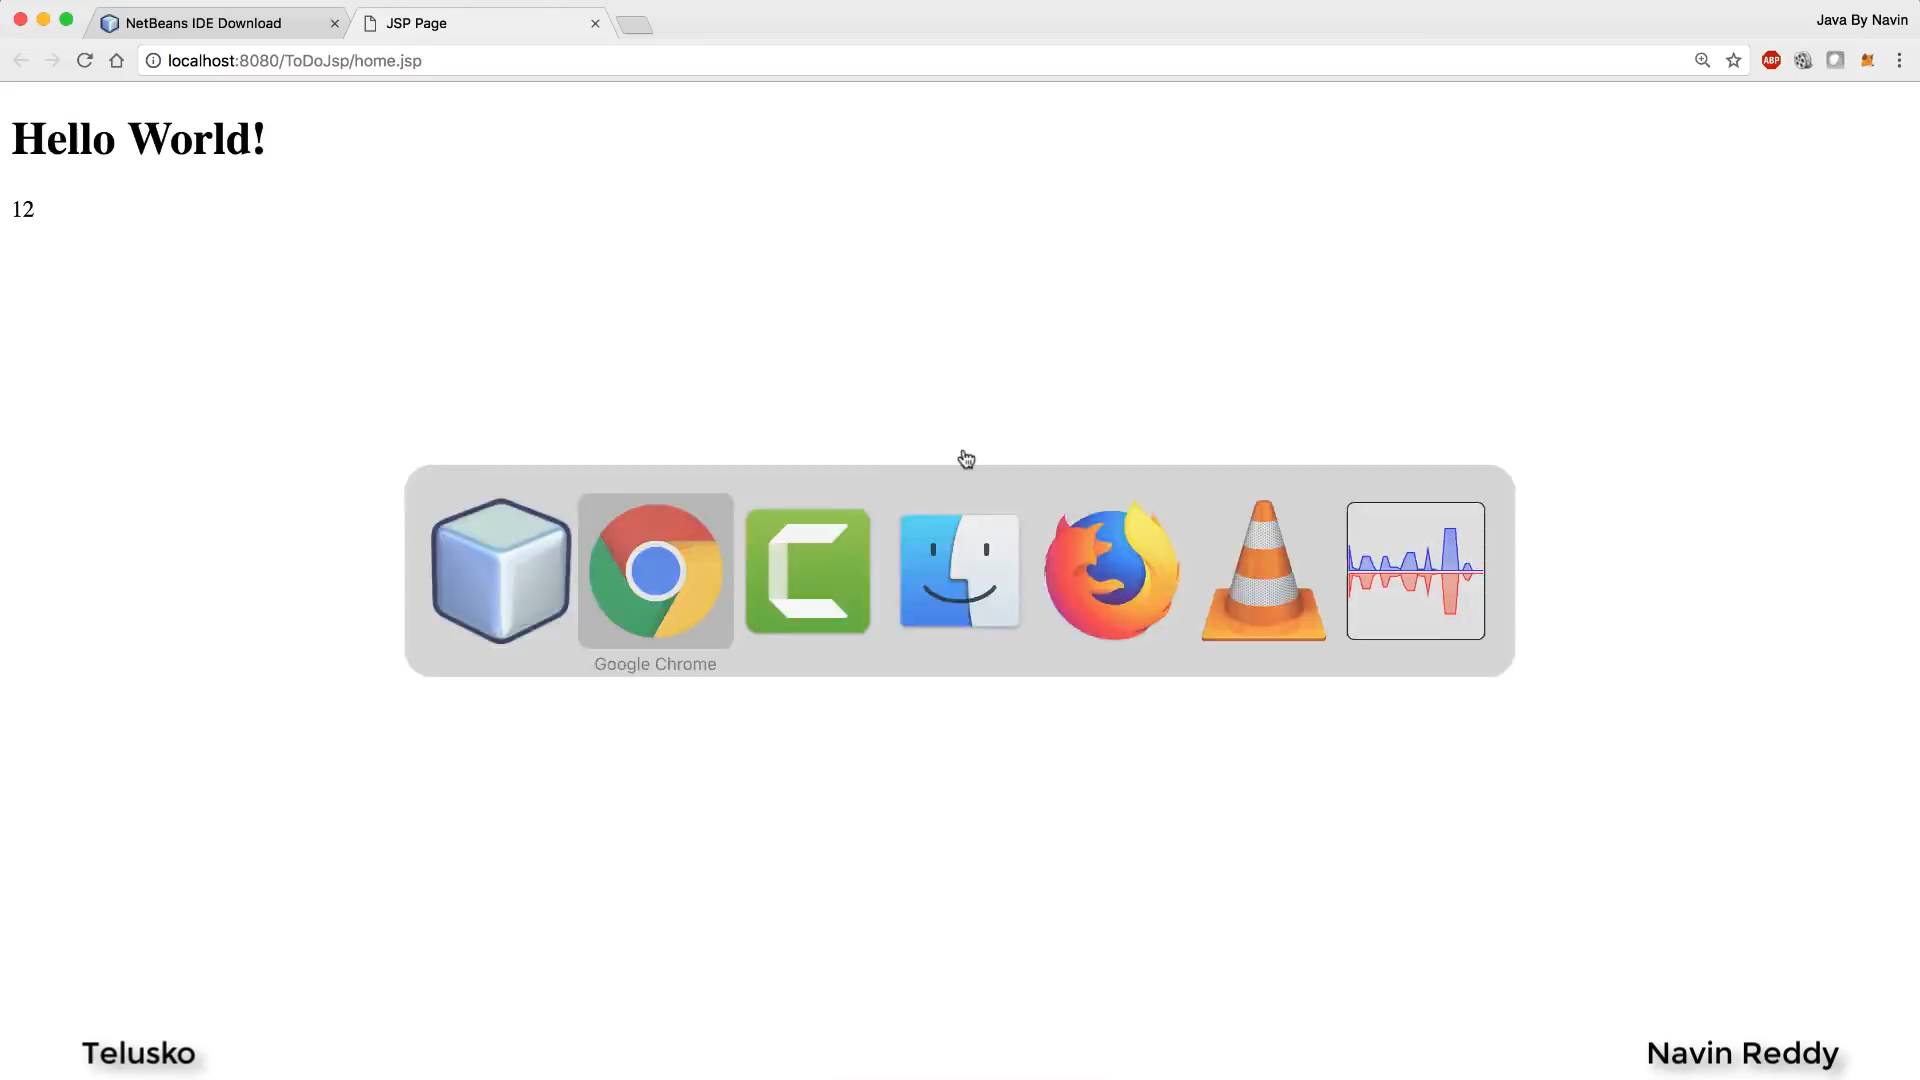 NetBeans IDE Download
JSP Page
Java By Navin
localhost:8080/ToDoJsp/home.jsp
ABP
Hello World!
12
Google Chrome
Telusko
Navin Reddy